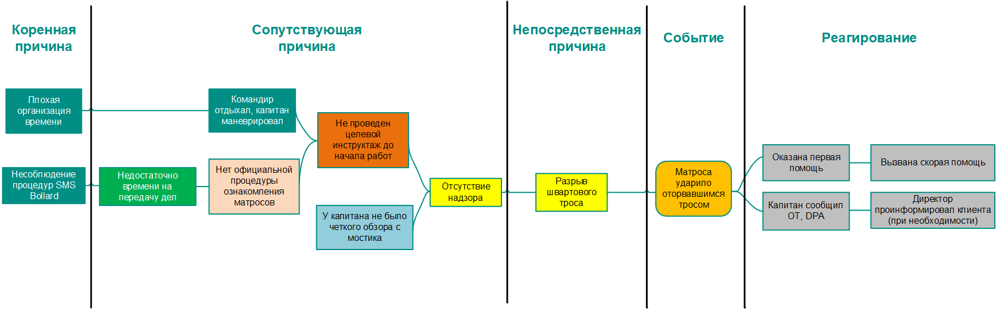 Коренная
причина
Сопутствующая
причина
Непосредственная
причина
Событие
Реагирование
Плохая
организация
времени
Командир
отдыхал, капитан
маневрировал
Не проведен
целевой
инструктаж до
начала работ
Несоблюдение
процедур SMS
Bollard
Недостаточно
времени на
передачу дел
Нет официальной
процедуры
ознакомления
матросов
У капитана не было
четкого обзора с
мостика
Отсутствие
надзора
Разрыв
швартового
троса
Матроса
ударило
оторвавшимся
тросом
Оказана первая
помощь
Вызвана скорая помощь
Капитан сообщил
ОТ, DPA
Директор
проинформировал клиента
(при необходимости)